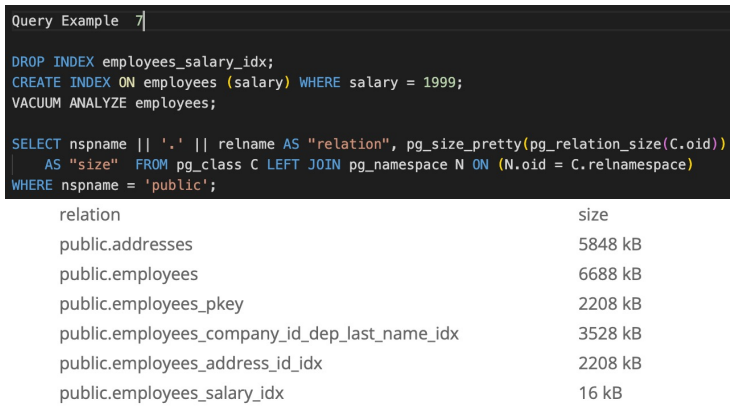 Query Example  7
DROP INDEX employees_salary_idx;
CREATE INDEX ON employees (salary) WHERE salary = 1999;
VACUUM ANALYZE employees;
SELECT nspname || '.' || relname AS "relation", pg_size_pretty(pg_relation_size(C.oid))
    AS "size"  FROM pg_class C LEFT JOIN pg_namespace N ON (N.oid = C.relnamespace)
WHERE nspname = 'public';
relation size
public.addresses 5848 kB
public.employees 6688 kB
public.employees_pkey 2208 kB
public.employees_company_id_dep_last_name_idx 3528 kB
public.employees_address_id_idx 2208 kB
public.employees_salary_idx 16 kB